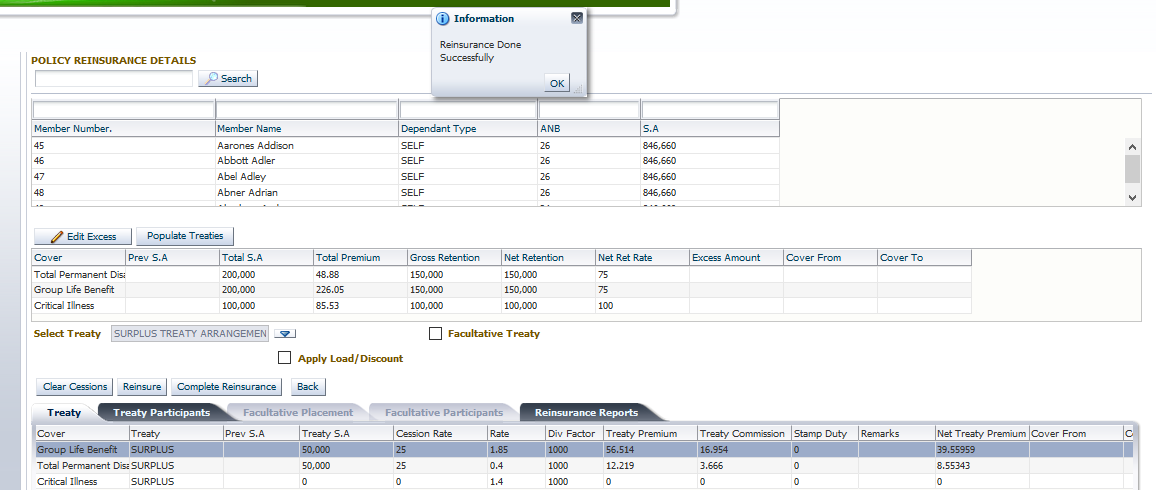 Information
Reinsurance Done
Successfully
OK
POLICY REINSURANCE DETAILS
Search
Member Number. Member Name Dependant Type ANB S.A
45 Aarones Addison SELF 26 846,660
46 Abbott Adler SELF 26 846,660
47 Abel Adley SELF 26 846,660
48 Abner Adrian SELF 26 846,660
Edit Excess Populate Treaties
Cover Prev S.A Total S.A Total Premium Gross Retention Net Retention Net Ret Rate Excess Amount Cover From Cover To
Total Permanent Disa 200,000 48.88 150,000 150,000 75
Group Life Benefit 200,000 226.05 150,000 150,000 75
Critical Illness 100,000 85.53 100,000 100,000 100
Select Treaty SURPLUS TREATY ARRANGEMEN Facultative Treaty
Apply Load/Discount
Clear Cessions Reinsure Complete Reinsurance Back
Treaty Treaty Participants Facultative Placement Facultative Participants Reinsurance Reports
Cover Treaty Prev S.A Treaty S.A Cession Rate Rate Div Factor Treaty Premium Treaty Commission Stamp Duty Remarks Net Treaty Premium Cover From
Group Life Benefit SURPLUS 50,000 25 1.85 1000 56.514 16.954 0 39.55959
Total Permanent Disa SURPLUS 50,000 25 0.4 1000 12.219 3.666 0 8.55343
Critical Illness SURPLUS 0 0 1.4 1000 0 0 0 0